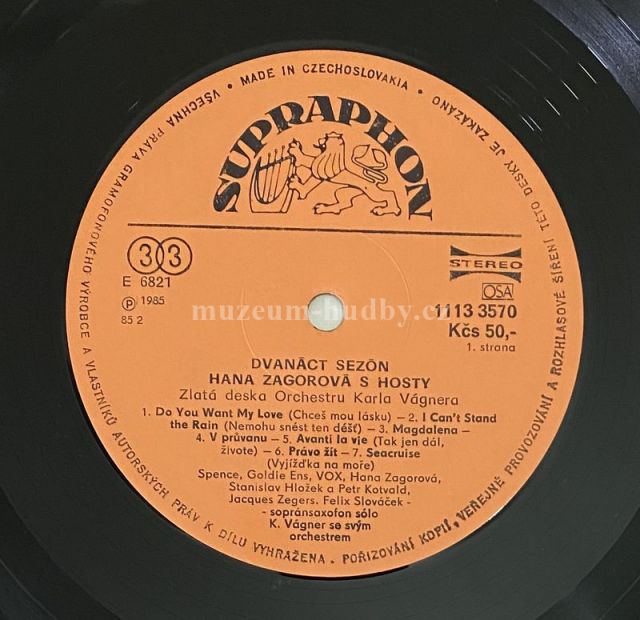 VŠECHNA PRÁVA GRAMOFONOVÉHO VÝROBCE A VLASTNÍKŮ AUTORSKÝCH PRÁV K DÍLU VYHRAŽENA. POŘIZOVÁNÍ KOPIÍ, VEŘEJNÉ PROVOZOVÁNÍ A ROZHLASOVÉ ŠÍŘENÍ TÉTO DESKY JE ZAKÁZÁNO • MADE IN CZECHOSLOVAKIA •
SUPRAPHON
33
E 6821
℗ 1985
85 2
STEREO
OSA
1113 3570
Kčs 50,-
1. strana
muzeum-hudby.cz
DVANÁCT SEZÓN
HANA ZAGOROVÁ S HOSTY
Zlatá deska Orchestru Karla Vágnera
1. Do You Want My Love (Chceš mou lásku) – 2. I Can't Stand
the Rain (Nemohu snést ten déšť) – 3. Magdalena –
4. V průvanu – 5. Avanti la vie (Tak jen dál,
živote) – 6. Právo žít – 7. Seacruise
(Vyjížďka na moře)
Spence, Goldie Ens, VOX, Hana Zagorová,
Stanislav Hložek a Petr Kotvald,
Jacques Zegers. Felix Slováček -
-sopránsaxofon sólo
K. Vágner se svým
orchestrem